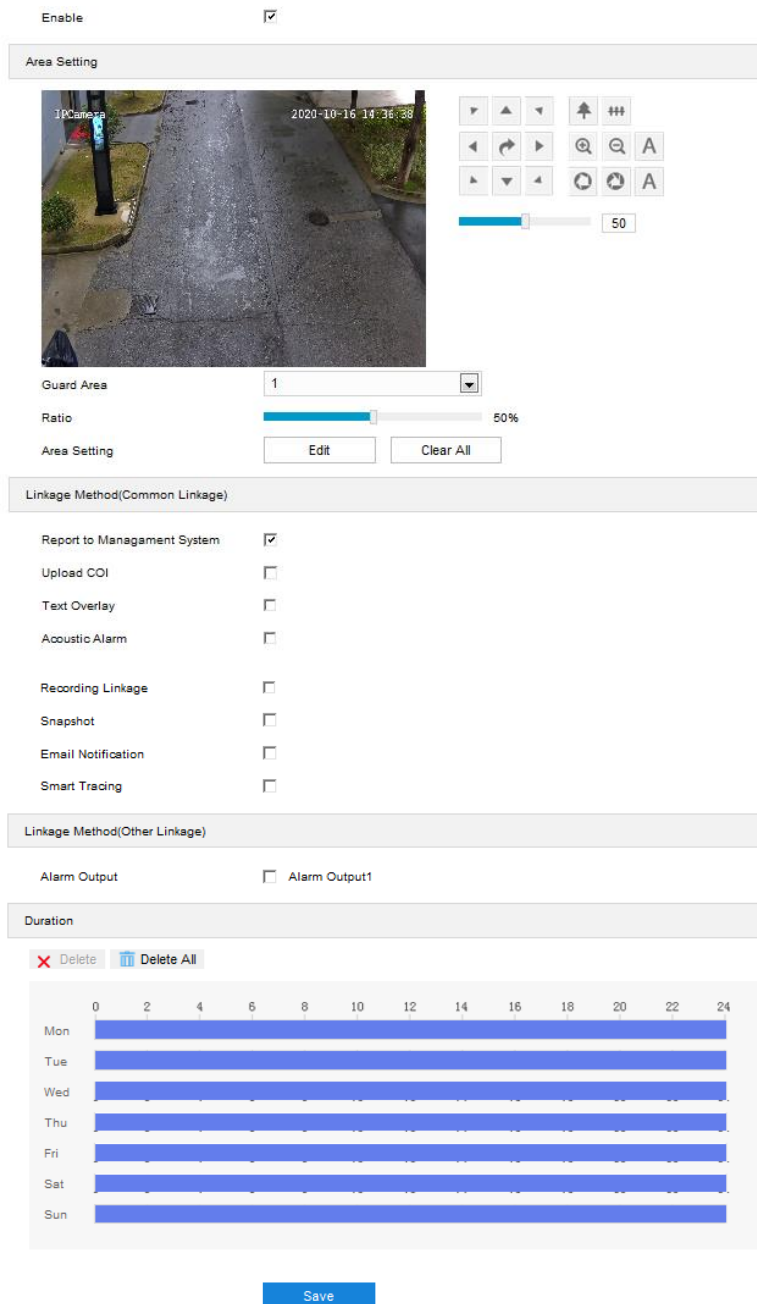 Enable
Area Setting
IPCamera 2020-10-16 14:36:38
A
A
50
Guard Area 1
Ratio 50%
Area Setting Edit Clear All
Linkage Method(Common Linkage)
Report to Managament System
Upload COI
Text Overlay
Acoustic Alarm
Recording Linkage
Snapshot
Email Notification
Smart Tracing
Linkage Method(Other Linkage)
Alarm Output Alarm Output1
Duration
Delete Delete All
0 2 4 6 8 10 12 14 16 18 20 22 24
Mon
Tue
Wed
Thu
Fri
Sat
Sun
Save